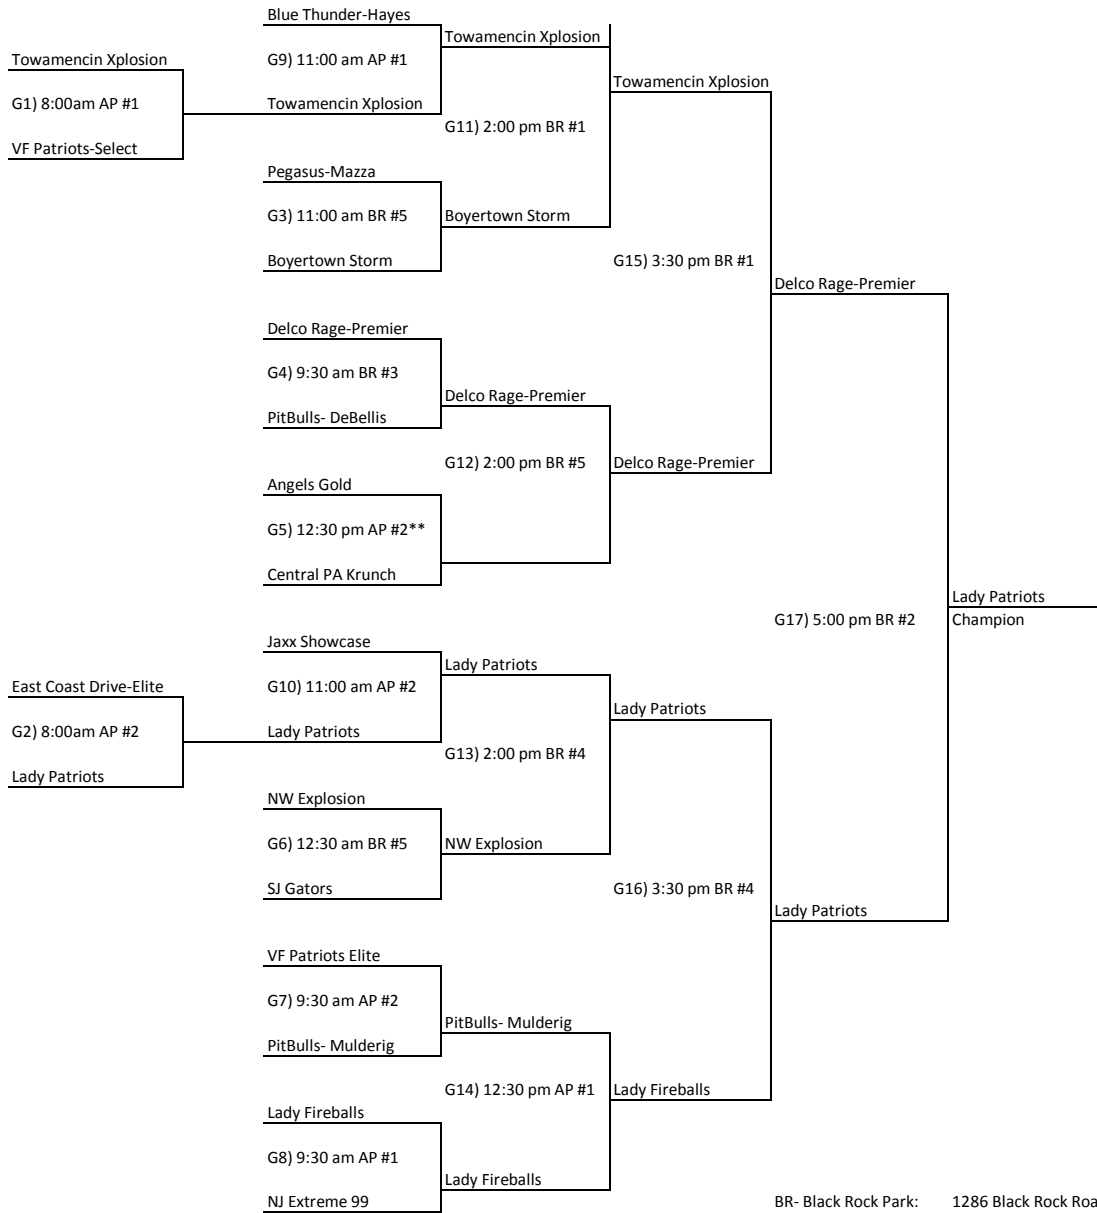 Blue Thunder-Hayes
Towamencin Xplosion
G9) 11:00 am AP #1
Towamencin Xplosion
Towamencin Xplosion
G1) 8:00am AP #1
Towamencin Xplosion
G11) 2:00 pm BR #1
VF Patriots-Select
Pegasus-Mazza
G3) 11:00 am BR #5
Boyertown Storm
Boyertown Storm
G15) 3:30 pm BR #1
Delco Rage-Premier
Delco Rage-Premier
G4) 9:30 am BR #3
Delco Rage-Premier
PitBulls- DeBellis
G12) 2:00 pm BR #5
Delco Rage-Premier
Angels Gold
G5) 12:30 pm AP #2**
Central PA Krunch
Lady Patriots
G17) 5:00 pm BR #2
Champion
Jaxx Showcase
Lady Patriots
East Coast Drive-Elite
G10) 11:00 am AP #2
Lady Patriots
G2) 8:00am AP #2
Lady Patriots
G13) 2:00 pm BR #4
Lady Patriots
NW Explosion
G6) 12:30 am BR #5
NW Explosion
SJ Gators
G16) 3:30 pm BR #4
Lady Patriots
VF Patriots Elite
G7) 9:30 am AP #2
PitBulls- Mulderig
PitBulls- Mulderig
G14) 12:30 pm AP #1
Lady Fireballs
Lady Fireballs
G8) 9:30 am AP #1
Lady Fireballs
NJ Extreme 99
BR- Black Rock Park: 1286 Black Rock Roa